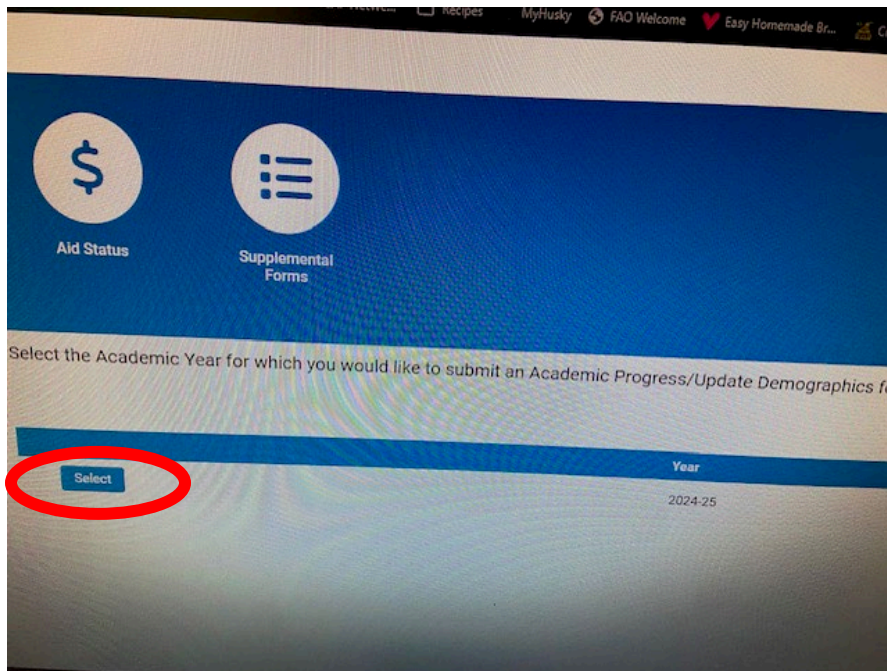 Recipes
MyHusky
FAO Welcome
Easy Homemade Br...
$
Aid Status
Supplemental
Forms
Select the Academic Year for which you would like to submit an Academic Progress/Update Demographics
Year
Select
2024-25